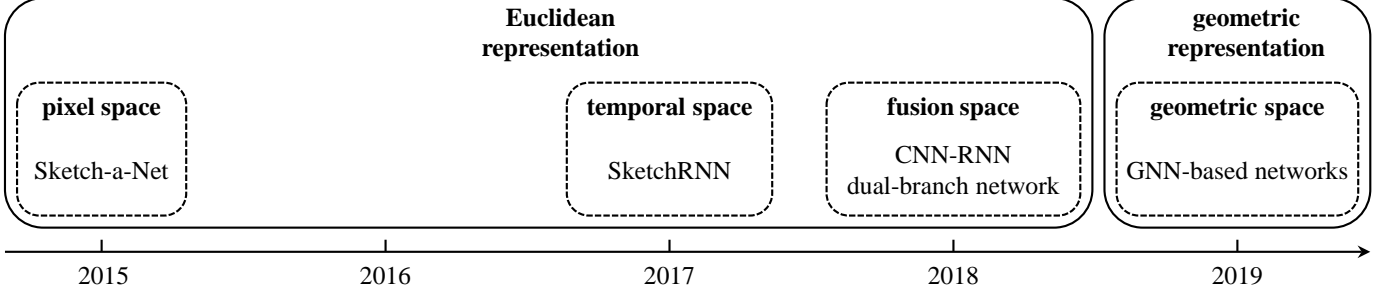 Euclidean
representation
geometric
representation
pixel space
Sketch-a-Net
temporal space
SketchRNN
fusion space
CNN-RNN
dual-branch network
geometric space
GNN-based networks
2015
2016
2017
2018
2019